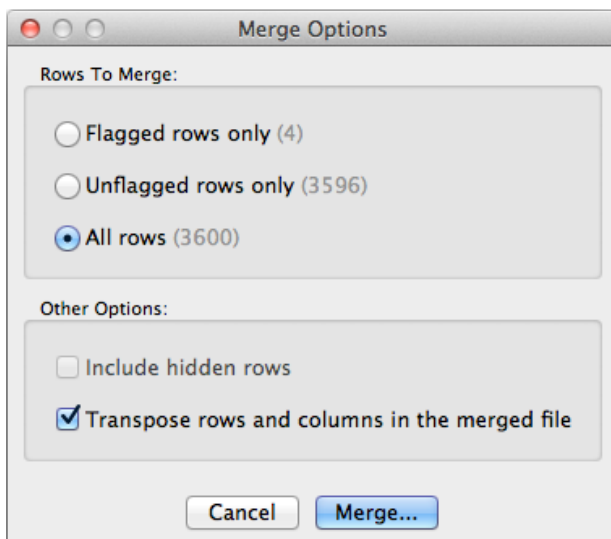 Merge Options
Rows To Merge:
Flagged rows only (4)
Unflagged rows only (3596)
All rows (3600)
Other Options:
Include hidden rows
Transpose rows and columns in the merged file
Cancel Merge...